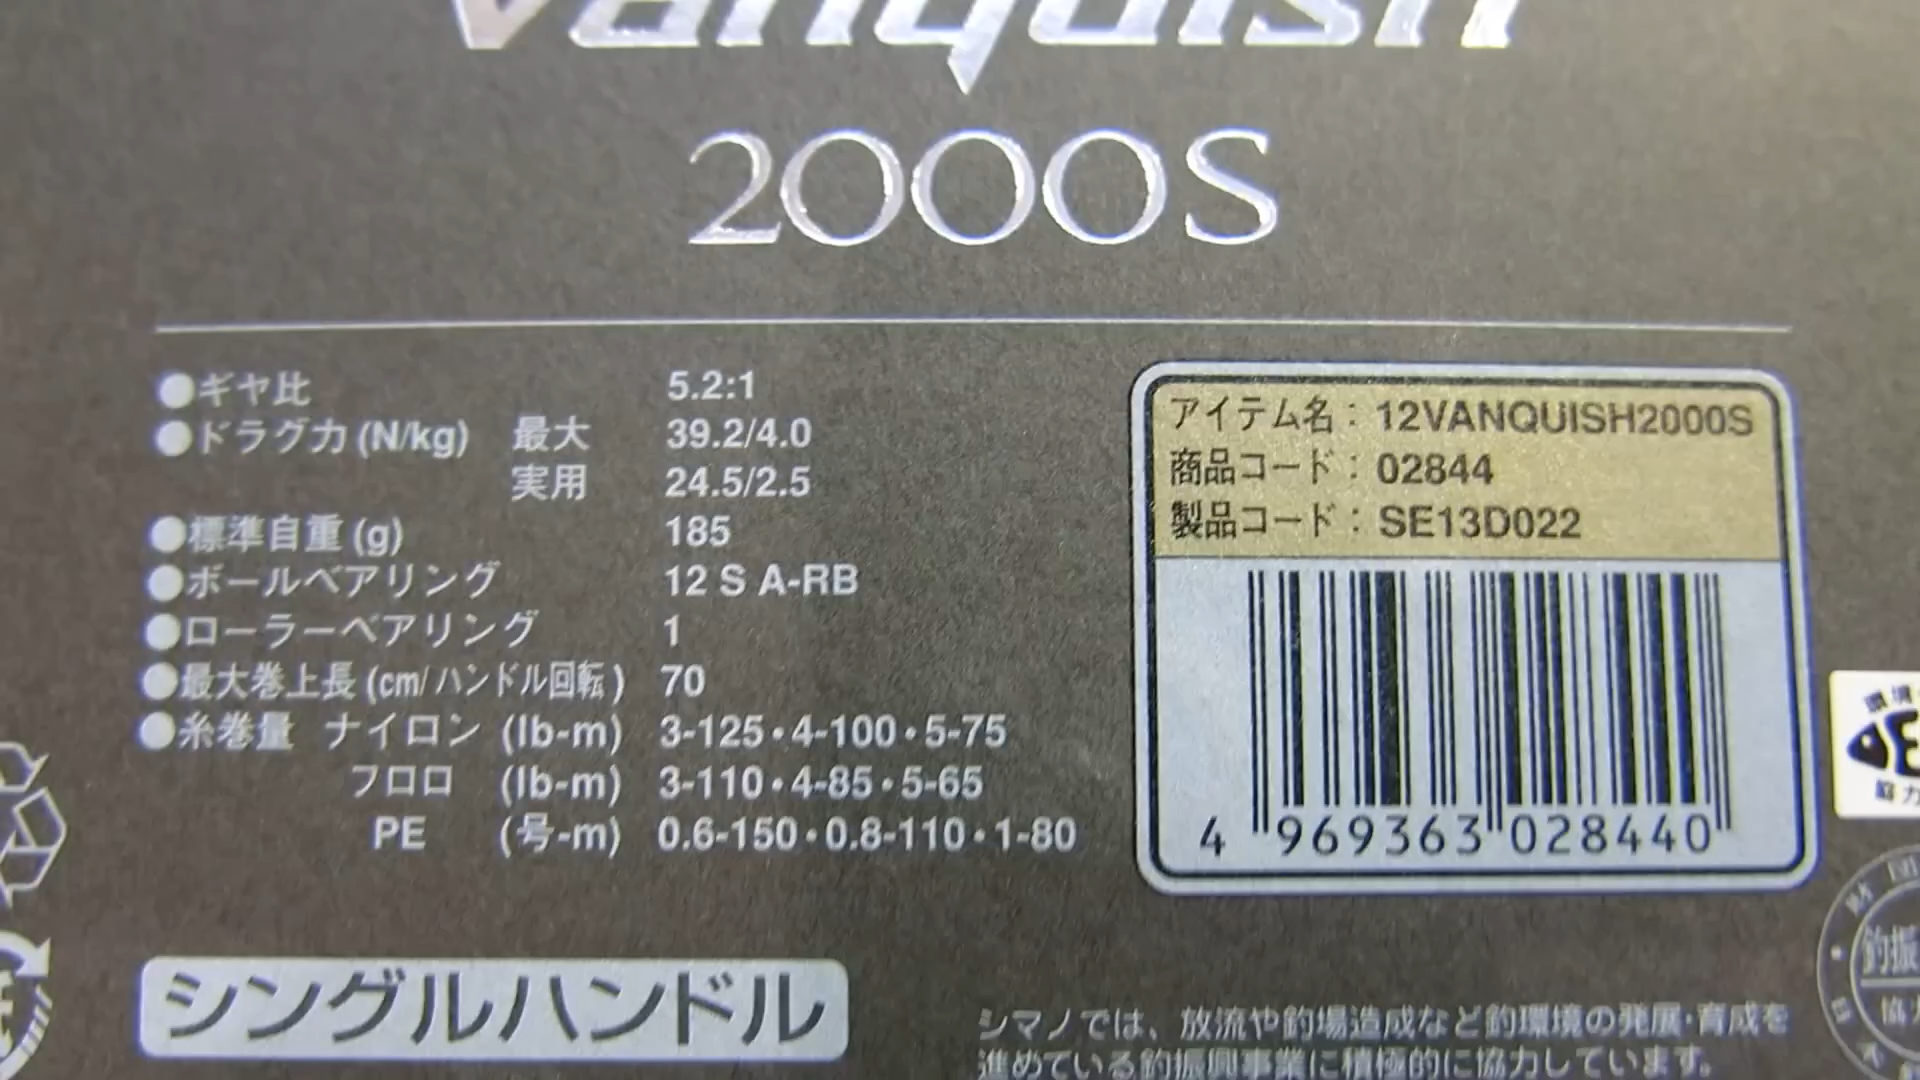 Vanquish
2000S
●ギヤ比 5.2:1
●ドラグ力(N/kg) 最大 39.2/4.0
実用 24.5/2.5
●標準自重(g) 185
●ボールベアリング 12 S A-RB
●ローラーベアリング 1
●最大巻上長(cm/ハンドル回転) 70
●糸巻量 ナイロン (lb-m) 3-125•4-100•5-75
フロロ (lb-m) 3-110•4-85•5-65
PE (号-m) 0.6-150•0.8-110•1-80
シングルハンドル
アイテム名：12VANQUISH2000S
商品コード：02844
製品コード：SE13D022
4 969363 028440
シマノでは、放流や釣場造成など釣環境の発展・育成を
進めている釣振興事業に積極的に協力しています。
環境
協力
釣振
協